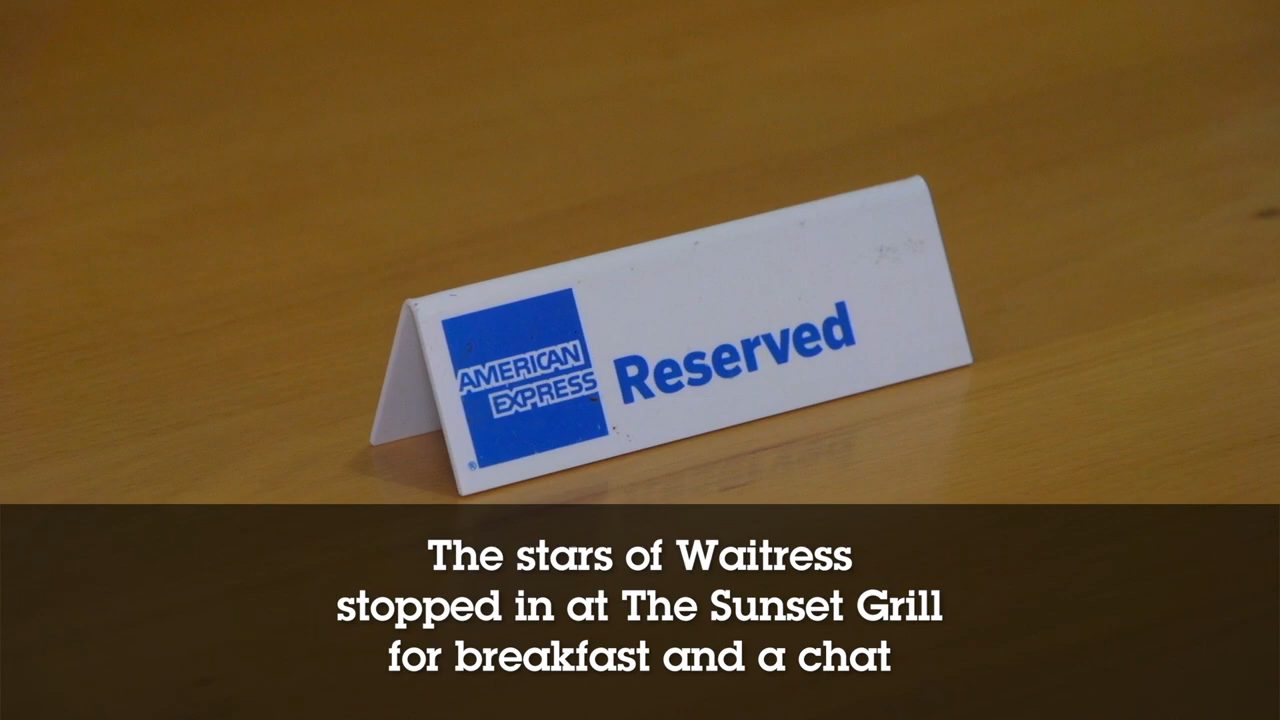 AMERICAN
EXPRESS
®
Reserved
The stars of Waitress
stopped in at The Sunset Grill
for breakfast and a chat